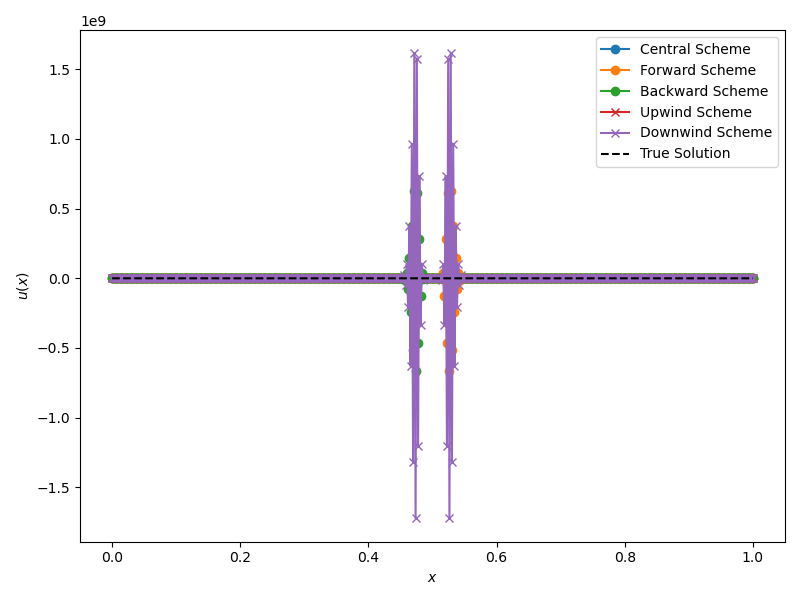 1e9
1.5
1.0
0.5
0.0
−0.5
−1.0
−1.5
u(x)
0.0 0.2 0.4 0.6 0.8 1.0
x
Central Scheme
Forward Scheme
Backward Scheme
Upwind Scheme
Downwind Scheme
True Solution